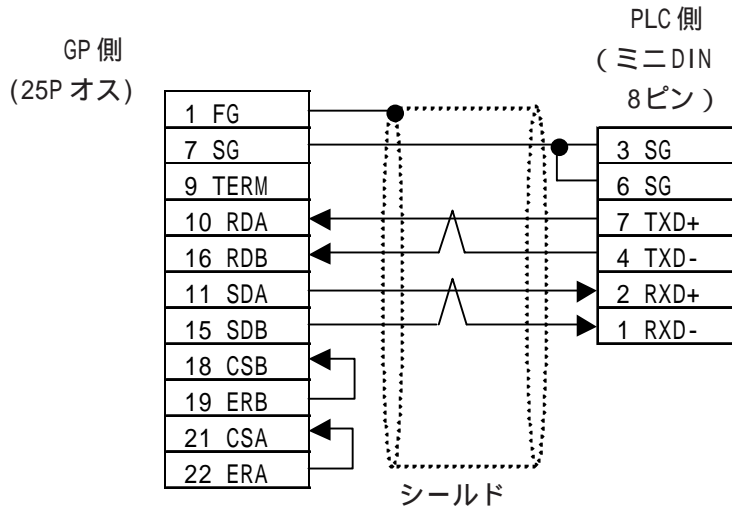 GP側
(25Pオス)
1 FG
7 SG
9 TERM
10 RDA
16 RDB
11 SDA
15 SDB
18 CSB
19 ERB
21 CSA
22 ERA
シールド
PLC側
(ミニDIN
8ピン)
3 SG
6 SG
7 TXD+
4 TXD-
2 RXD+
1 RXD-